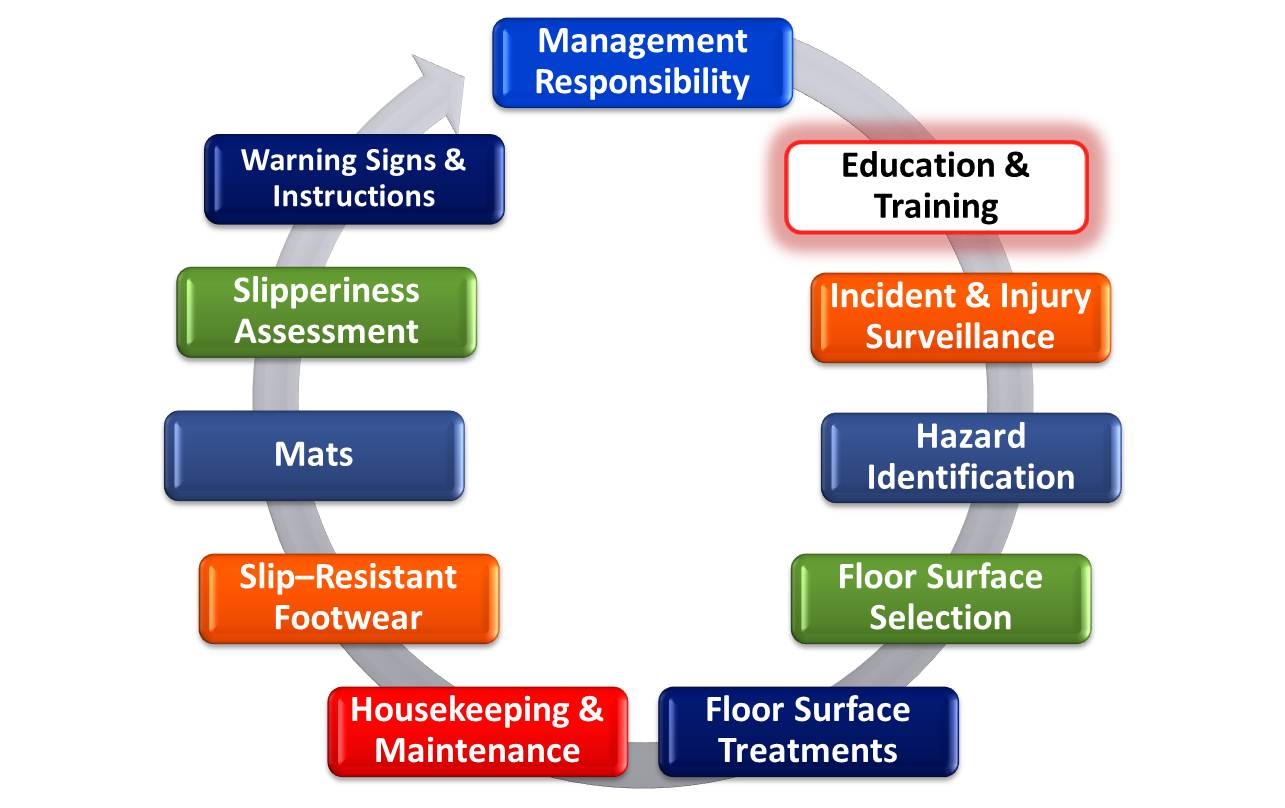 Management
Responsibility
Education &
Training
Incident & Injury
Surveillance
Hazard
Identification
Floor Surface
Selection
Floor Surface
Treatments
Housekeeping &
Maintenance
Slip–Resistant
Footwear
Mats
Slipperiness
Assessment
Warning Signs &
Instructions